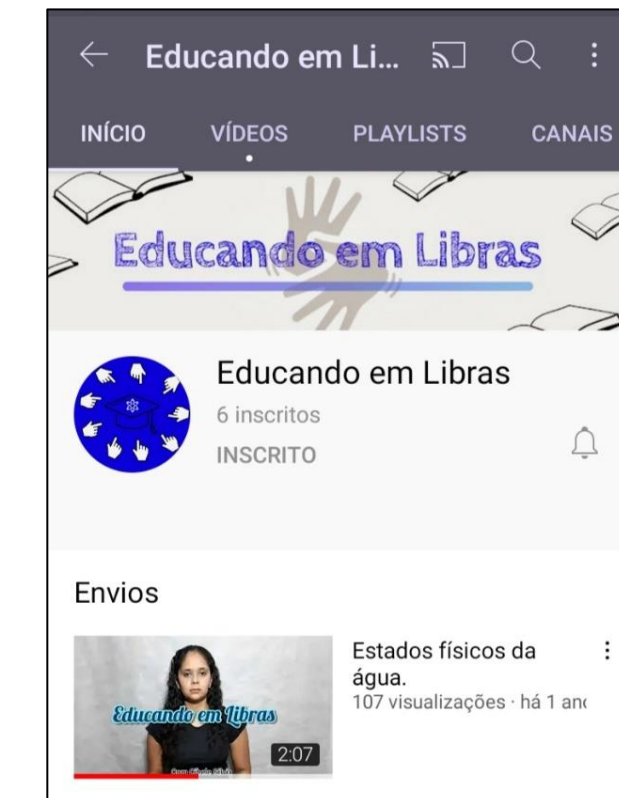 Educando em Li...
INÍCIO VÍDEOS PLAYLISTS CANAIS
Educando em Libras
Educando em Libras
6 inscritos
INSCRITO
Envios
Estados físicos da
água.
107 visualizações · há 1 an
Educando em Libras
2:07